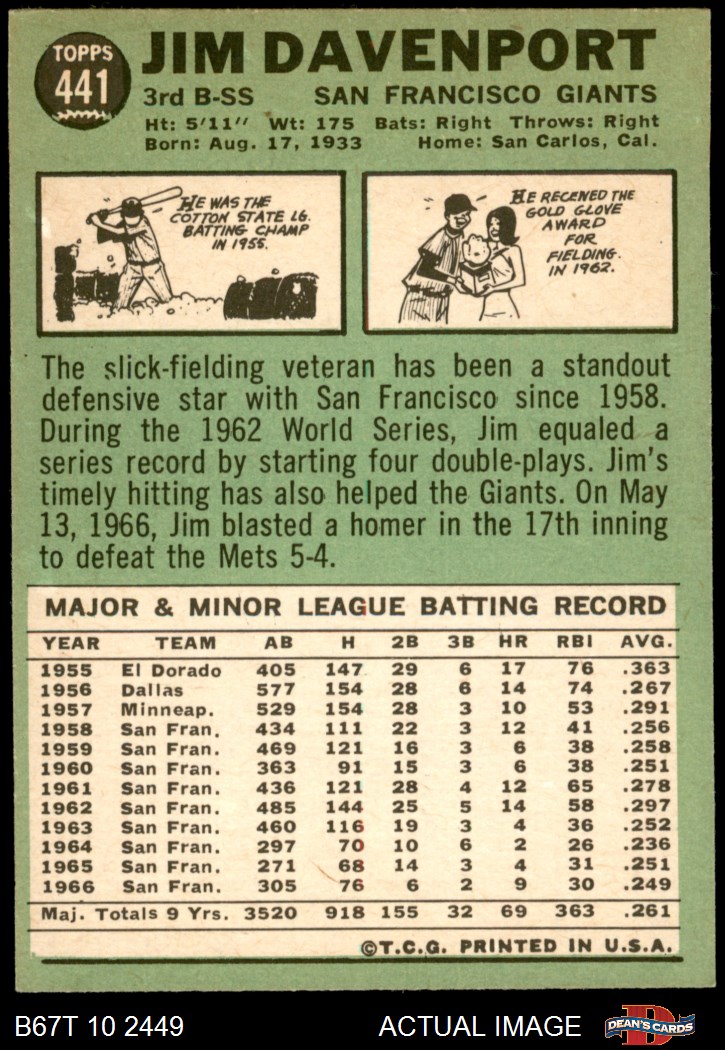 TOPPS
441
JIM DAVENPORT
3rd B-SS SAN FRANCISCO GIANTS
Ht: 5'11" Wt: 175 Bats: Right Throws: Right
Born: Aug. 17, 1933 Home: San Carlos, Cal.
HE WAS THE
COTTON STATE LG.
BATTING CHAMP
IN 1955.
HE RECEIVED THE
GOLD GLOVE
AWARD
FOR
FIELDING.
IN 1962.
The slick-fielding veteran has been a standout
defensive star with San Francisco since 1958.
During the 1962 World Series, Jim equaled a
series record by starting four double-plays. Jim's
timely hitting has also helped the Giants. On May
13, 1966, Jim blasted a homer in the 17th inning
to defeat the Mets 5-4.
MAJOR & MINOR LEAGUE BATTING RECORD
YEAR TEAM AB H 2B 3B HR RBI AVG.
1955 El Dorado 405 147 29 6 17 76 .363
1956 Dallas 577 154 28 6 14 74 .267
1957 Minneap. 529 154 28 3 10 53 .291
1958 San Fran. 434 111 22 3 12 41 .256
1959 San Fran. 469 121 16 3 6 38 .258
1960 San Fran. 363 91 15 3 6 38 .251
1961 San Fran. 436 121 28 4 12 65 .278
1962 San Fran. 485 144 25 5 14 58 .297
1963 San Fran. 460 116 19 3 4 36 .252
1964 San Fran. 297 70 10 6 2 26 .236
1965 San Fran. 271 68 14 3 4 31 .251
1966 San Fran. 305 76 6 2 9 30 .249
Maj. Totals 9 Yrs. 3520 918 155 32 69 363 .261
©T.C.G. PRINTED IN U.S.A.
B67T 10 2449 ACTUAL IMAGE
D
DEAN'S CARDS